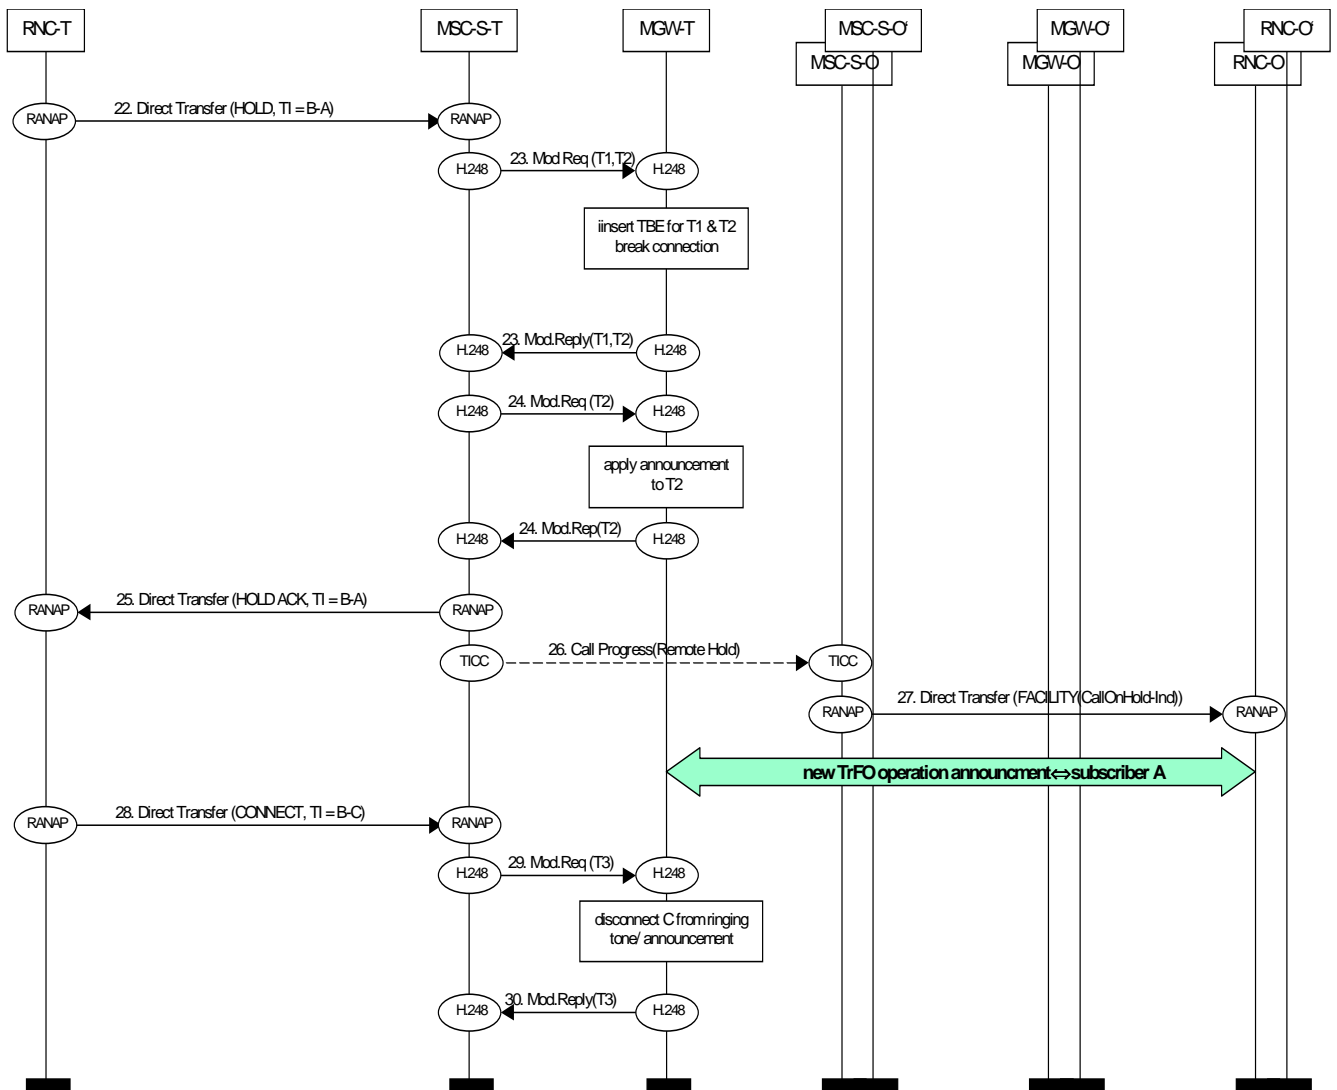 RNC-T
MSC-S-T
MGW-T
MSC-S-O'
MGW-O'
RNC-O'
MSC-S-O
MGW-O
RNC-O
RANAP
22. Direct Transfer (HOLD, TI = B-A)
RANAP
H.248
23. Mod Req (T1,T2)
H.248
iinsert TBE for T1 & T2
break connection
H.248
23. Mod.Reply(T1,T2)
H.248
H.248
24. Mod.Req (T2)
H.248
apply announcement
to T2
H.248
24. Mod.Rep(T2)
H.248
RANAP
25. Direct Transfer (HOLD ACK, TI = B-A)
RANAP
TICC
26. Call Progress(Remote Hold)
TICC
RANAP
27. Direct Transfer (FACILITY(CallOnHold-Ind))
RANAP
new TrFO operation announcment⇔subscriber A
RANAP
28. Direct Transfer (CONNECT, TI = B-C)
RANAP
H.248
29. Mod.Req (T3)
H.248
disconnect C from ringing
tone/ announcement
H.248
30. Mod.Reply(T3)
H.248